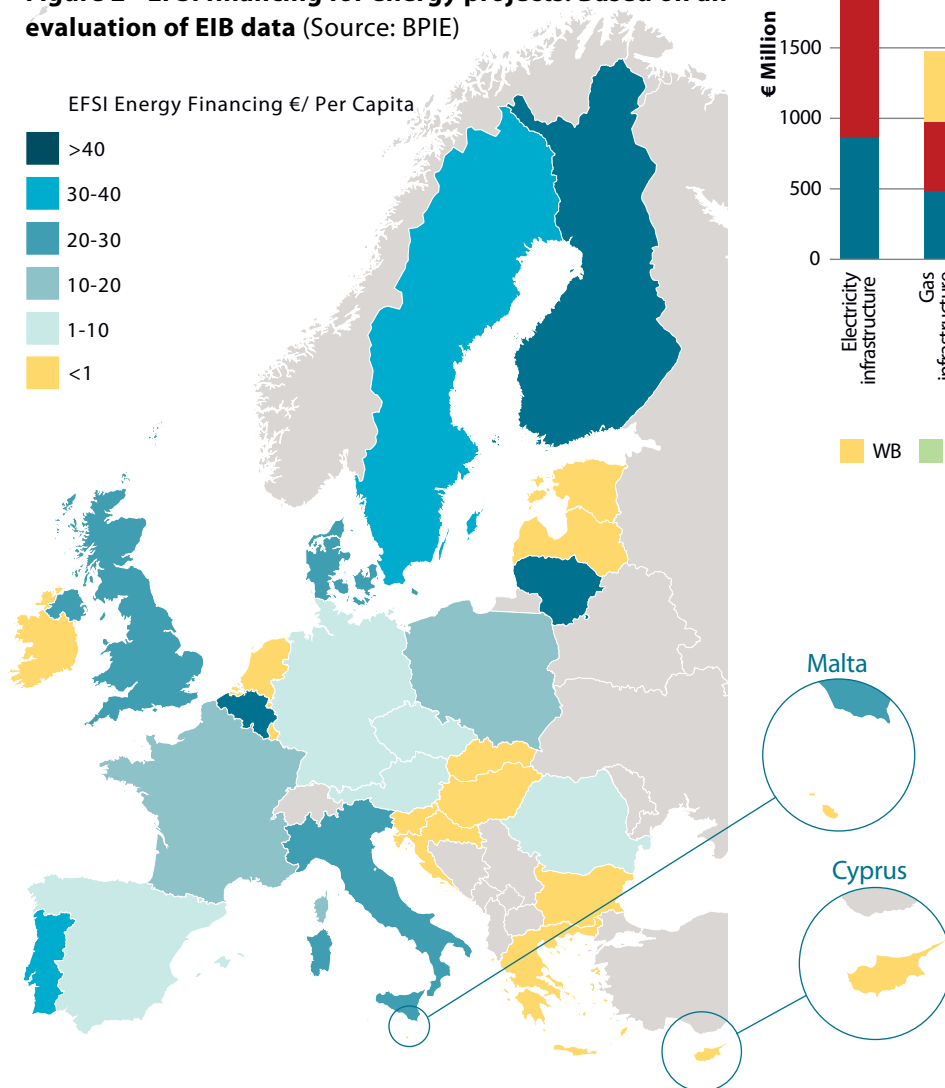 evaluation of EIB data (Source: BPIE)
EFSI Energy Financing €/ Per Capita
>40
30-40
20-30
10-20
1-10
<1
Malta
Cyprus
€ Million
1500
1000
500
0
Electricity
infrastructure
Gas
WB